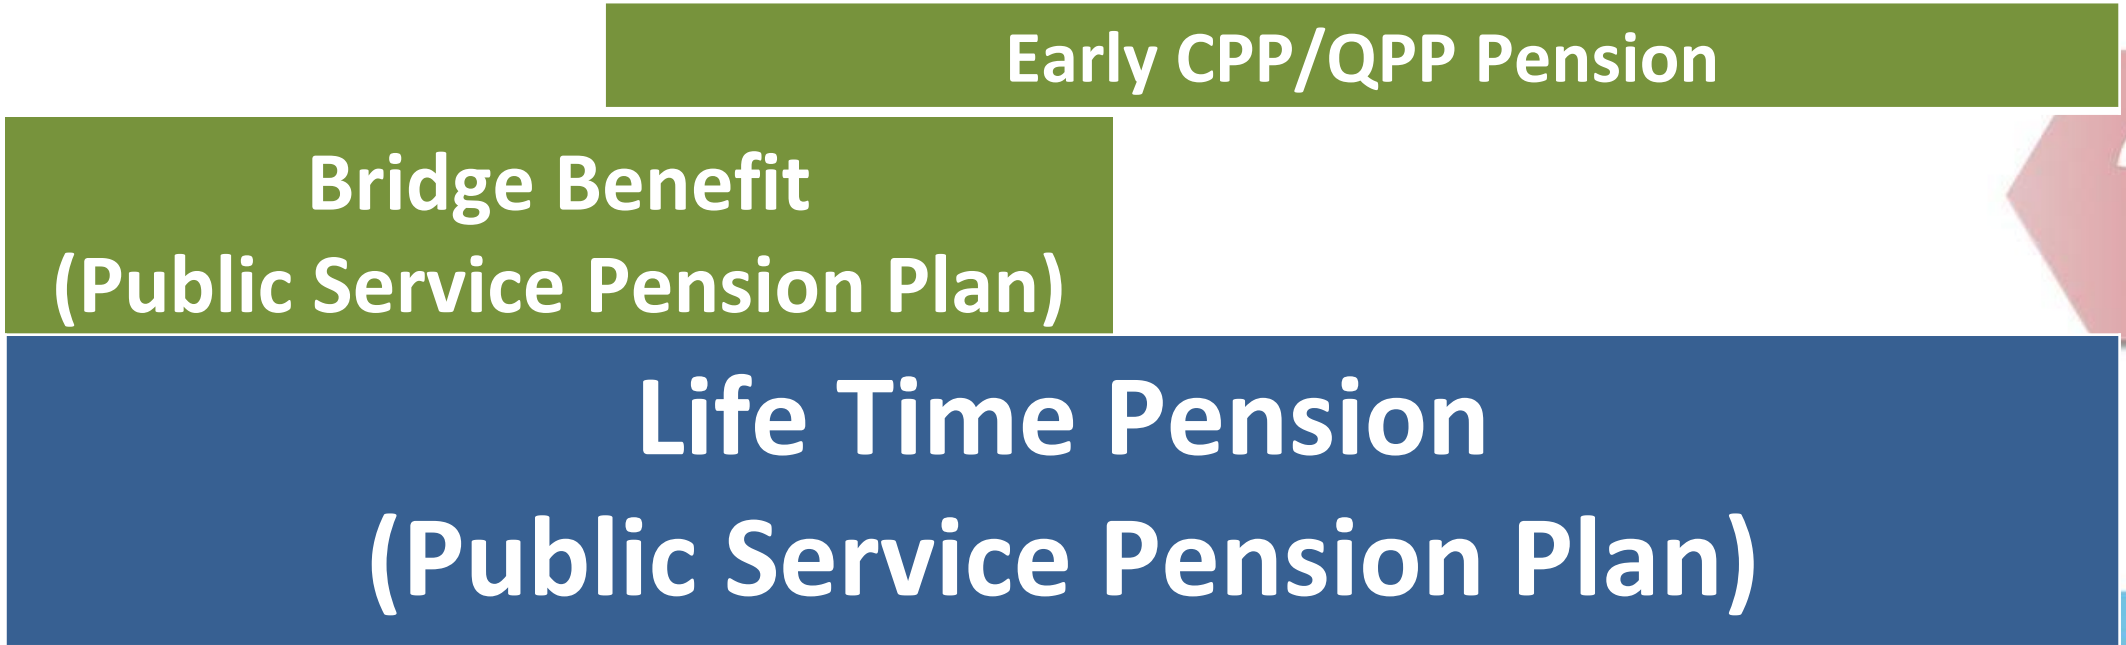 Early CPP/QPP Pension
Bridge Benefit
(Public Service Pension Plan)
Life Time Pension
(Public Service Pension Plan)